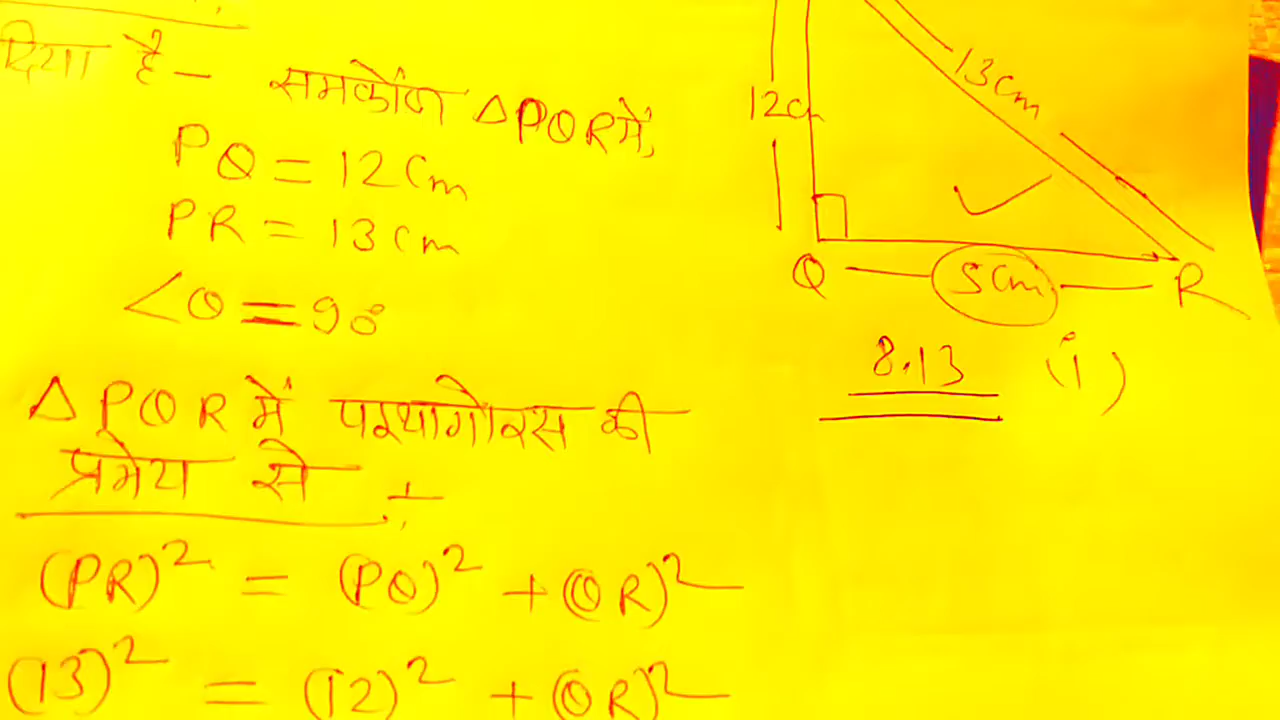 दिया है - समकोंण △PQR में,
PQ = 12 cm
PR = 13 cm
∠Q = 90°
△PQR में पइथागोरस की
प्रमेय से :-
(PR)² = (PQ)² + (QR)²
(13)² = (12)² + (QR)²
12cm
13cm
Q
5cm
R
8.13 (i)